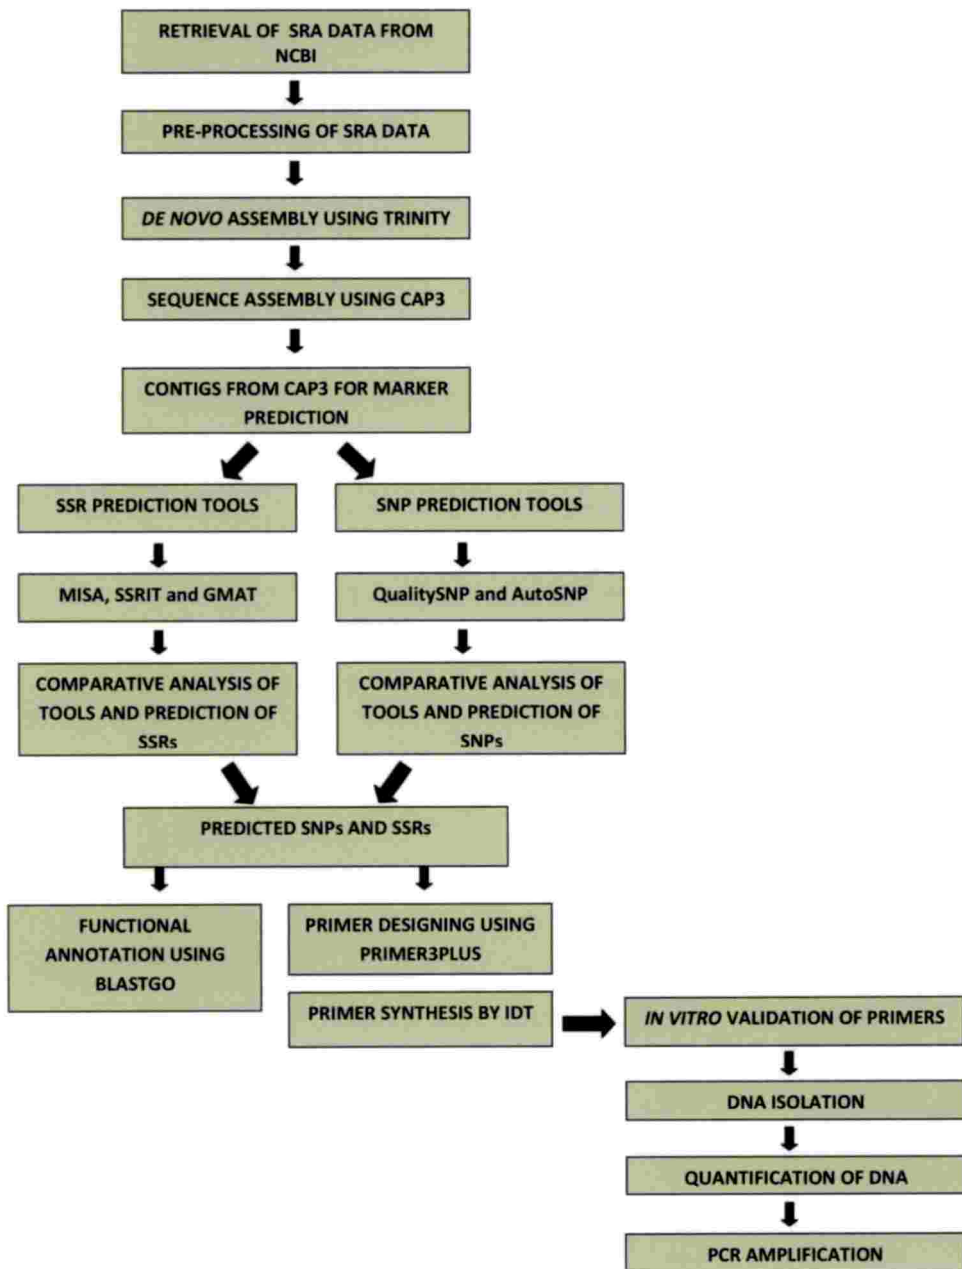 RETRIEVAL OF SRA DATA FROM
NCBI
PRE-PROCESSING OF SRA DATA
DE NOVO ASSEMBLY USING TRINITY
SEQUENCE ASSEMBLY USING CAP3
CONTIGS FROM CAP3 FOR MARKER
PREDICTION
SSR PREDICTION TOOLS
SNP PREDICTION TOOLS
MISA, SSRIT and GMAT
QualitySNP and AutoSNP
COMPARATIVE ANALYSIS OF
TOOLS AND PREDICTION OF
SSRs
COMPARATIVE ANALYSIS OF
TOOLS AND PREDICTION OF
SNPs
PREDICTED SNPs AND SSRs
FUNCTIONAL
ANNOTATION USING
BLASTGO
PRIMER DESIGNING USING
PRIMER3PLUS
PRIMER SYNTHESIS BY IDT
IN VITRO VALIDATION OF PRIMERS
DNA ISOLATION
QUANTIFICATION OF DNA
PCR AMPLIFICATION